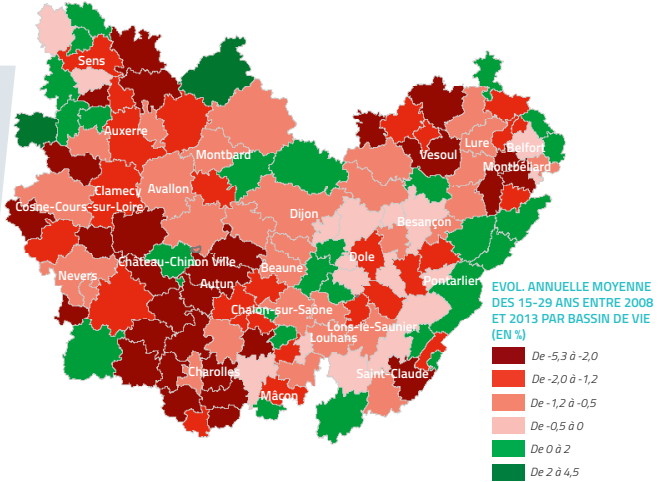 Sens
Auxerre
Montbard
Vesoul
Lure
Belfort
Montbéliard
Clamecy
Avallon
Cosne-Cours-sur-Loire
Dijon
Besançon
Château-Chinon Ville
Beaune
Dole
Nevers
Autun
Pontarlier
Chalon-sur-Saône
Lons-le-Saunier
Louhans
Charolles
Saint-Claude
Mâcon
EVOL. ANNUELLE MOYENNE
DES 15-29 ANS ENTRE 2008
ET 2013 PAR BASSIN DE VIE
(EN %)
De -5,3 à -2,0
De -2,0 à -1,2
De -1,2 à -0,5
De -0,5 à 0
De 0 à 2
De 2 à 4,5